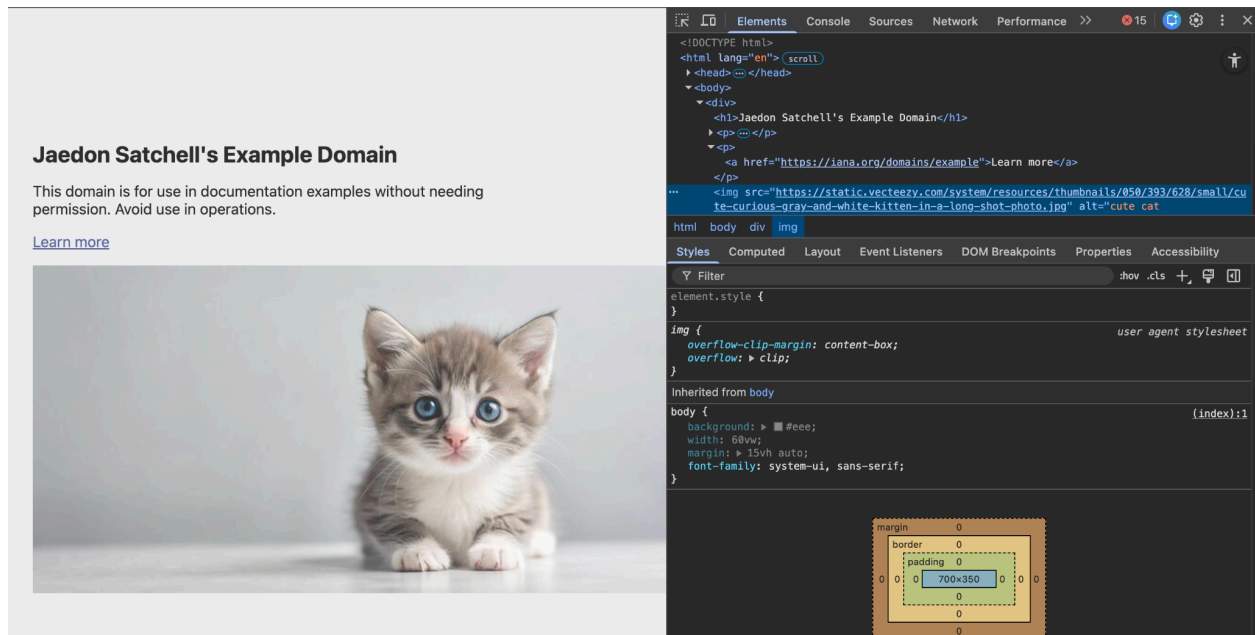 Jaedon Satchell's Example Domain
This domain is for use in documentation examples without needing
permission. Avoid use in operations.
Learn more
Elements Console Sources Network Performance 15
<!DOCTYPE html>
<html lang="en"> scroll
<head> </head>
<body>
<div>
<h1>Jaedon Satchell's Example Domain</h1>
<p> </p>
<p>
<a href="https://iana.org/domains/example">Learn more</a>
</p>
<img src="https://static.vecteezy.com/system/resources/thumbnails/050/393/628/small/cu
te-curious-gray-and-white-kitten-in-a-long-shot-photo.jpg" alt="cute cat
html body div img
Styles Computed Layout Event Listeners DOM Breakpoints Properties Accessibility
Filter :hov .cls
element.style {
}
img { user agent stylesheet
overflow-clip-margin: content-box;
overflow: clip;
}
Inherited from body
body { (index):1
background: #eee;
width: 60vw;
margin: 15vh auto;
font-family: system-ui, sans-serif;
}
margin 0
border 0
padding 0
0 0 0 700×350 0 0 0
0
0
0